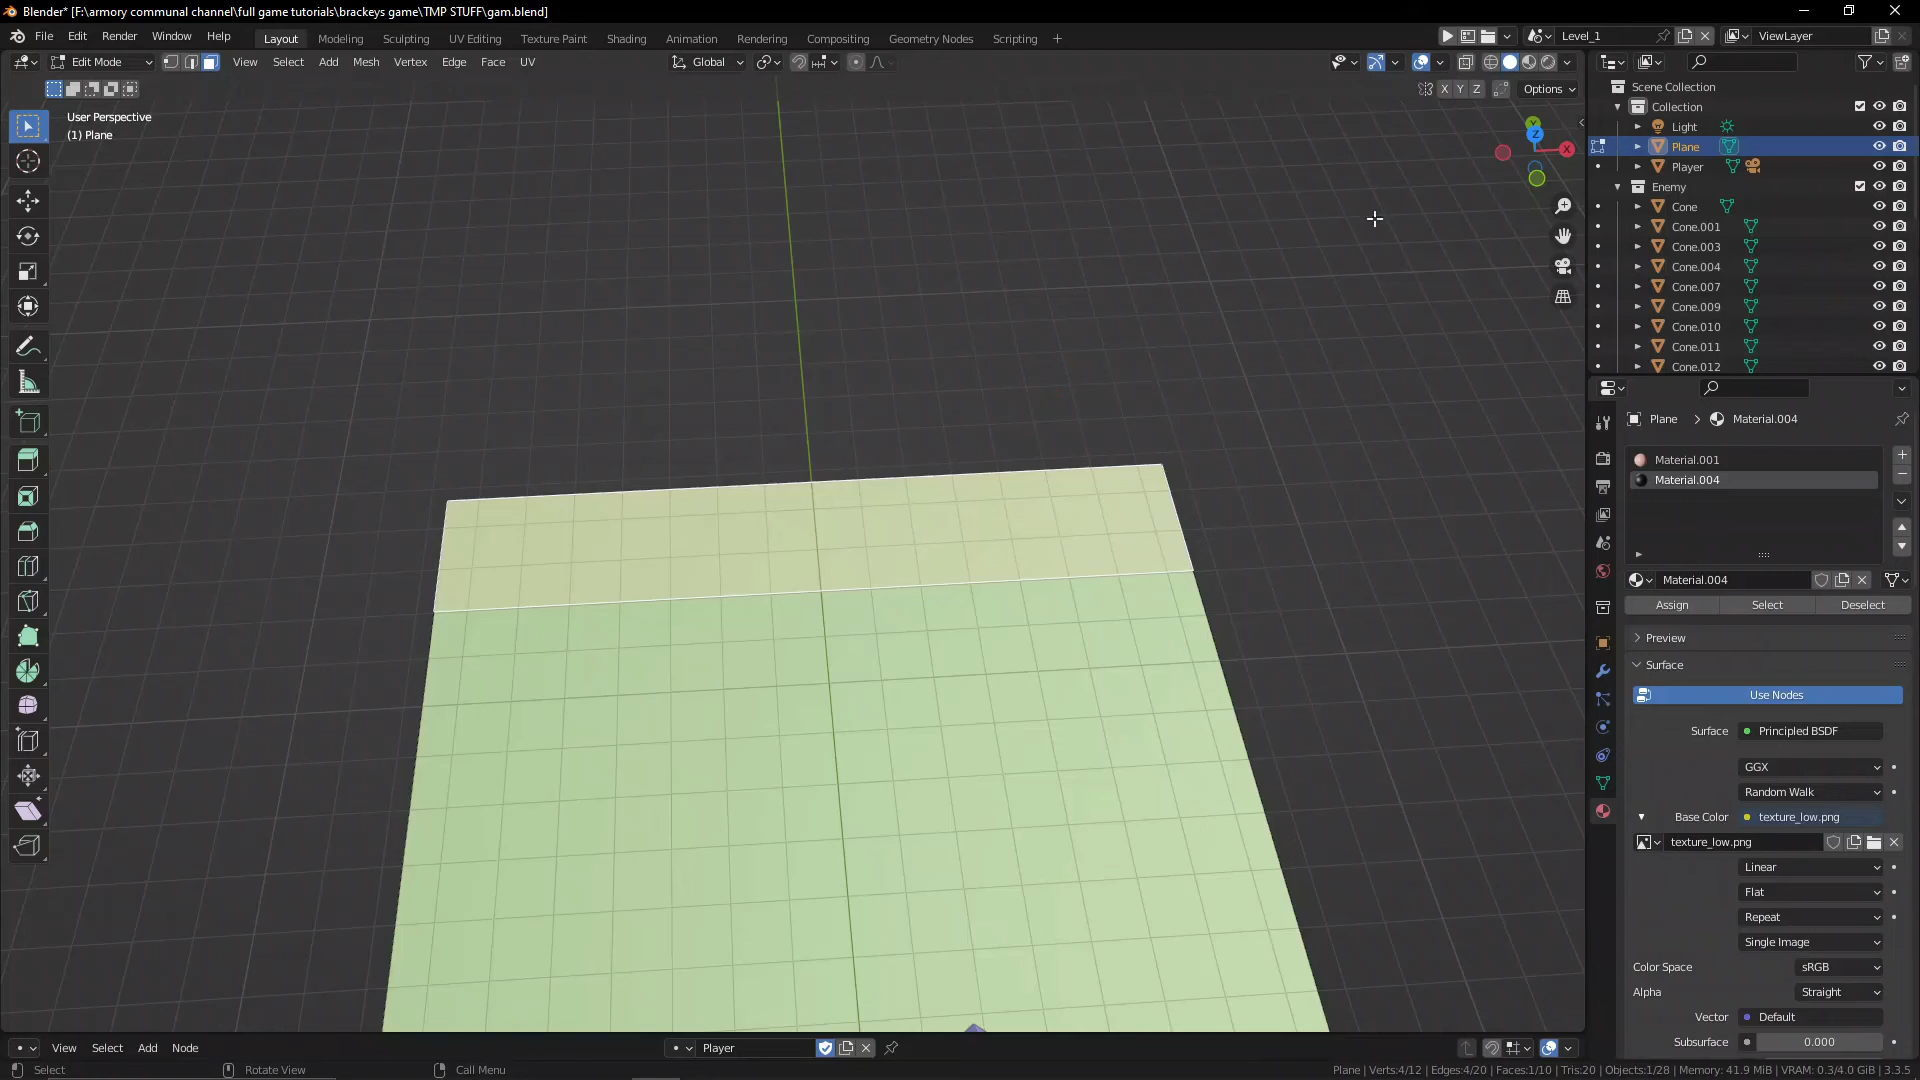 Blender* [F:\armory communal channel\full game tutorials\brackeys game\TMP STUFF\gam.blend]
File Edit Render Window Help Layout Modeling Sculpting UV Editing Texture Paint Shading Animation Rendering Compositing Geometry Nodes Scripting + Level_1 ViewLayer
Edit Mode View Select Add Mesh Vertex Edge Face UV Global
X Y Z Options
User Perspective
(1) Plane
Y
Z
X
Scene Collection
Collection
Light
Plane
Player
Enemy
Cone
Cone.001
Cone.003
Cone.004
Cone.007
Cone.009
Cone.010
Cone.011
Cone.012
Plane > Material.004
Material.001
Material.004
Material.004
Assign Select Deselect
Preview
Surface
Use Nodes
Surface Principled BSDF
GGX
Random Walk
Base Color texture_low.png
texture_low.png
Linear
Flat
Repeat
Single Image
Color Space sRGB
Alpha Straight
Vector Default
Subsurface 0.000
View Select Add Node Player
Select Rotate View Call Menu Plane | Verts:4/12 | Edges:4/20 | Faces:1/10 | Tris:20 | Objects:1/28 | Memory: 41.9 MiB | VRAM: 0.3/4.0 GiB | 3.3.5